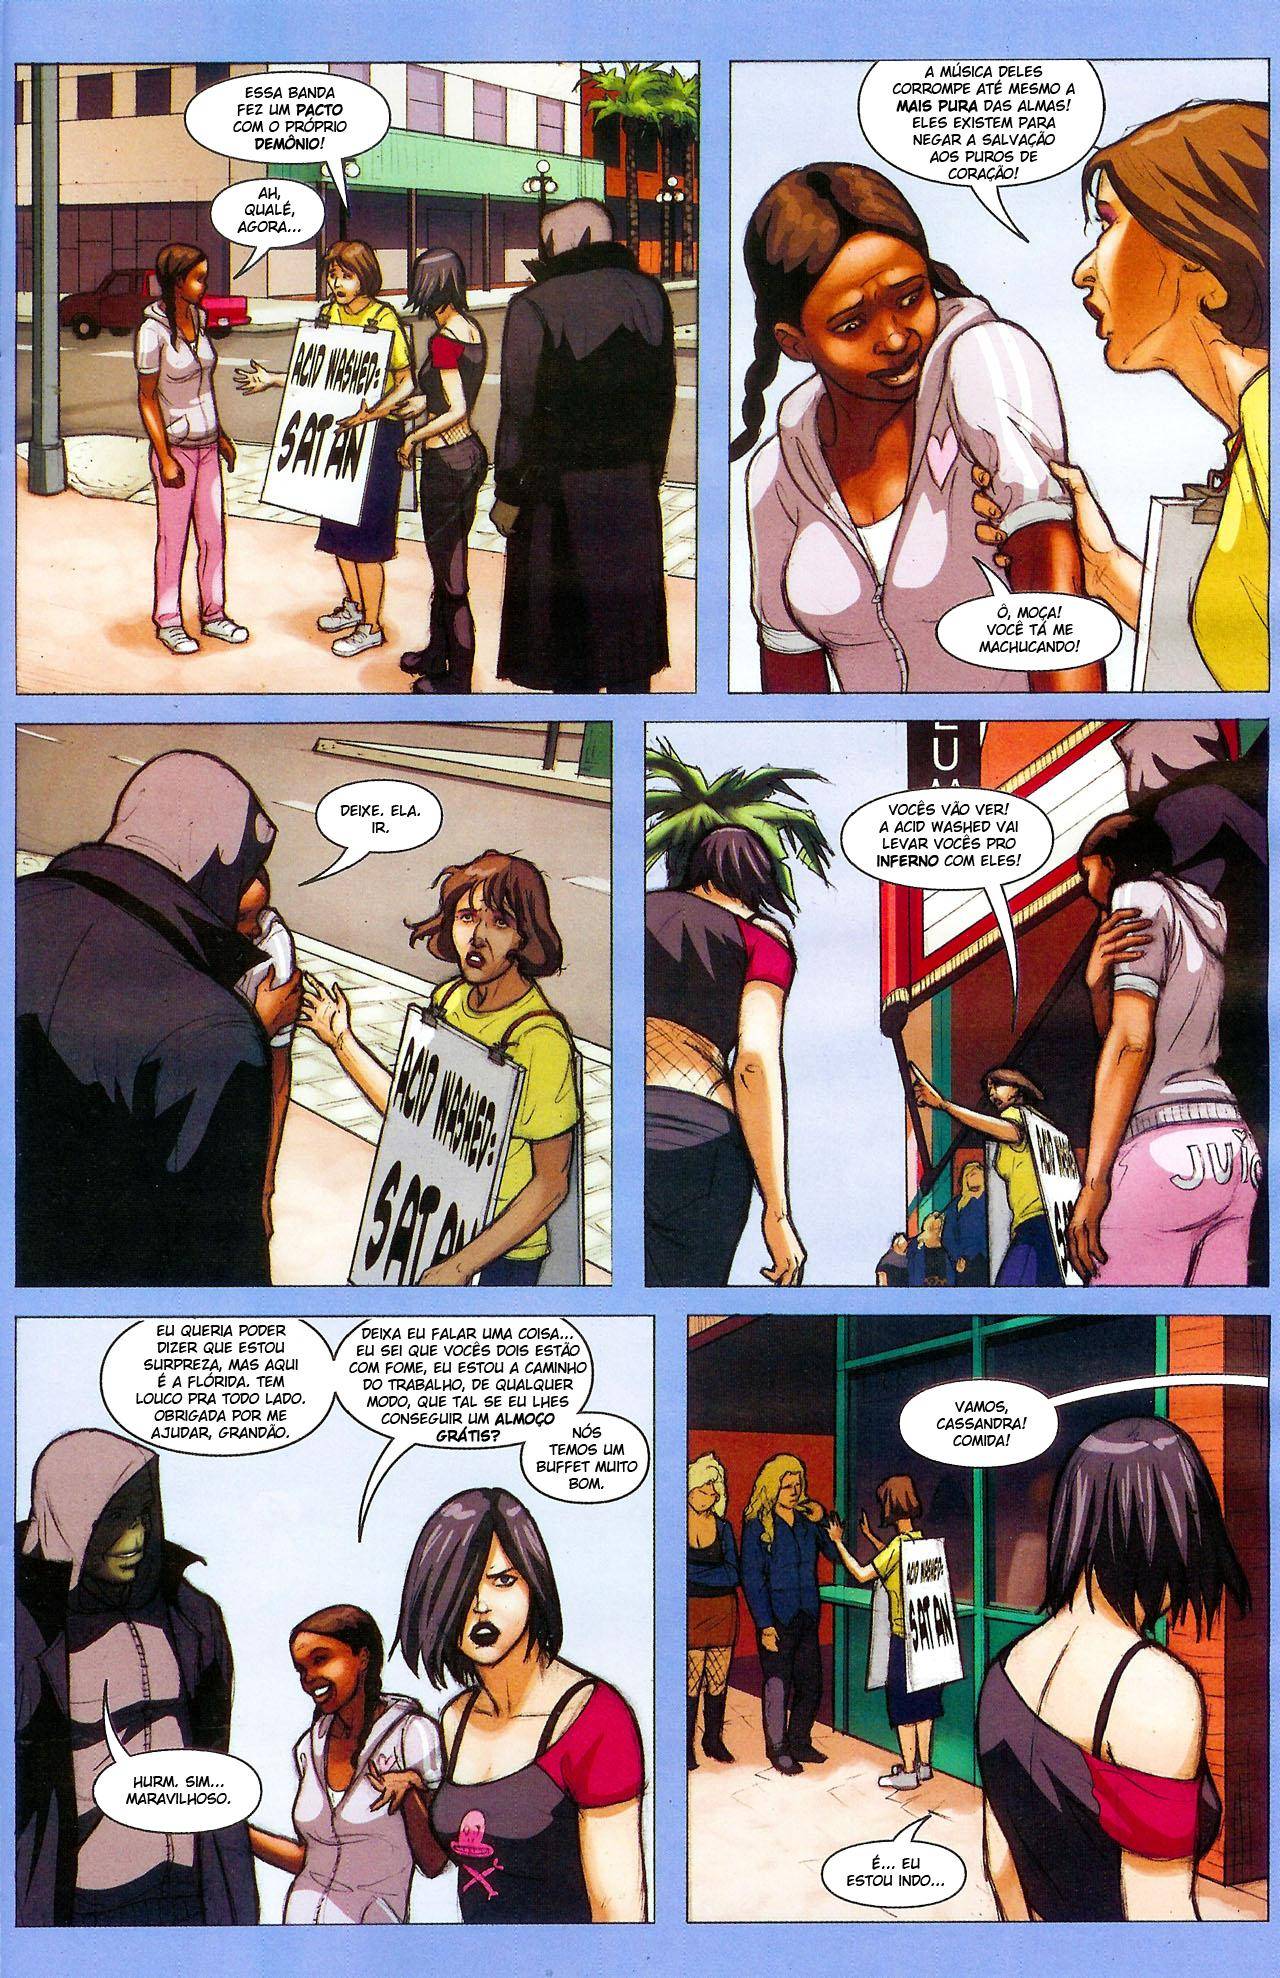 ESSA BANDA
FEZ UM PACTO
COM O PRÓPRIO
DEMÔNIO!
AH,
QUALÉ,
AGORA...
ACID WASHED:
SATAN
A MÚSICA DELES
CORROMPE ATÉ MESMO A
MAIS PURA DAS ALMAS!
ELES EXISTEM PARA
NEGAR A SALVAÇÃO
AOS PUROS DE
CORAÇÃO!
Ô, MOÇA!
VOCÊ TÁ ME
MACHUCANDO!
DEIXE. ELA.
IR.
ACID WASHED:
SATAN
VOCÊS VÃO VER!
A ACID WASHED VAI
LEVAR VOCÊS PRO
INFERNO COM ELES!
ACID WASHED
EU QUERIA PODER
DIZER QUE ESTOU
SURPREZA, MAS AQUI
É A FLÓRIDA. TEM
LOUCO PRA TODO LADO.
OBRIGADA POR ME
AJUDAR, GRANDÃO.
DEIXA EU FALAR UMA COISA...
EU SEI QUE VOCÊS DOIS ESTÃO
COM FOME, EU ESTOU A CAMINHO
DO TRABALHO, DE QUALQUER
MODO, QUE TAL SE EU LHES
CONSEGUIR UM ALMOÇO
GRÁTIS?
NÓS
TEMOS UM
BUFFET MUITO
BOM.
HURM. SIM...
MARAVILHOSO.
VAMOS,
CASSANDRA!
COMIDA!
ACID WASHED:
SATAN
É... EU
ESTOU INDO...